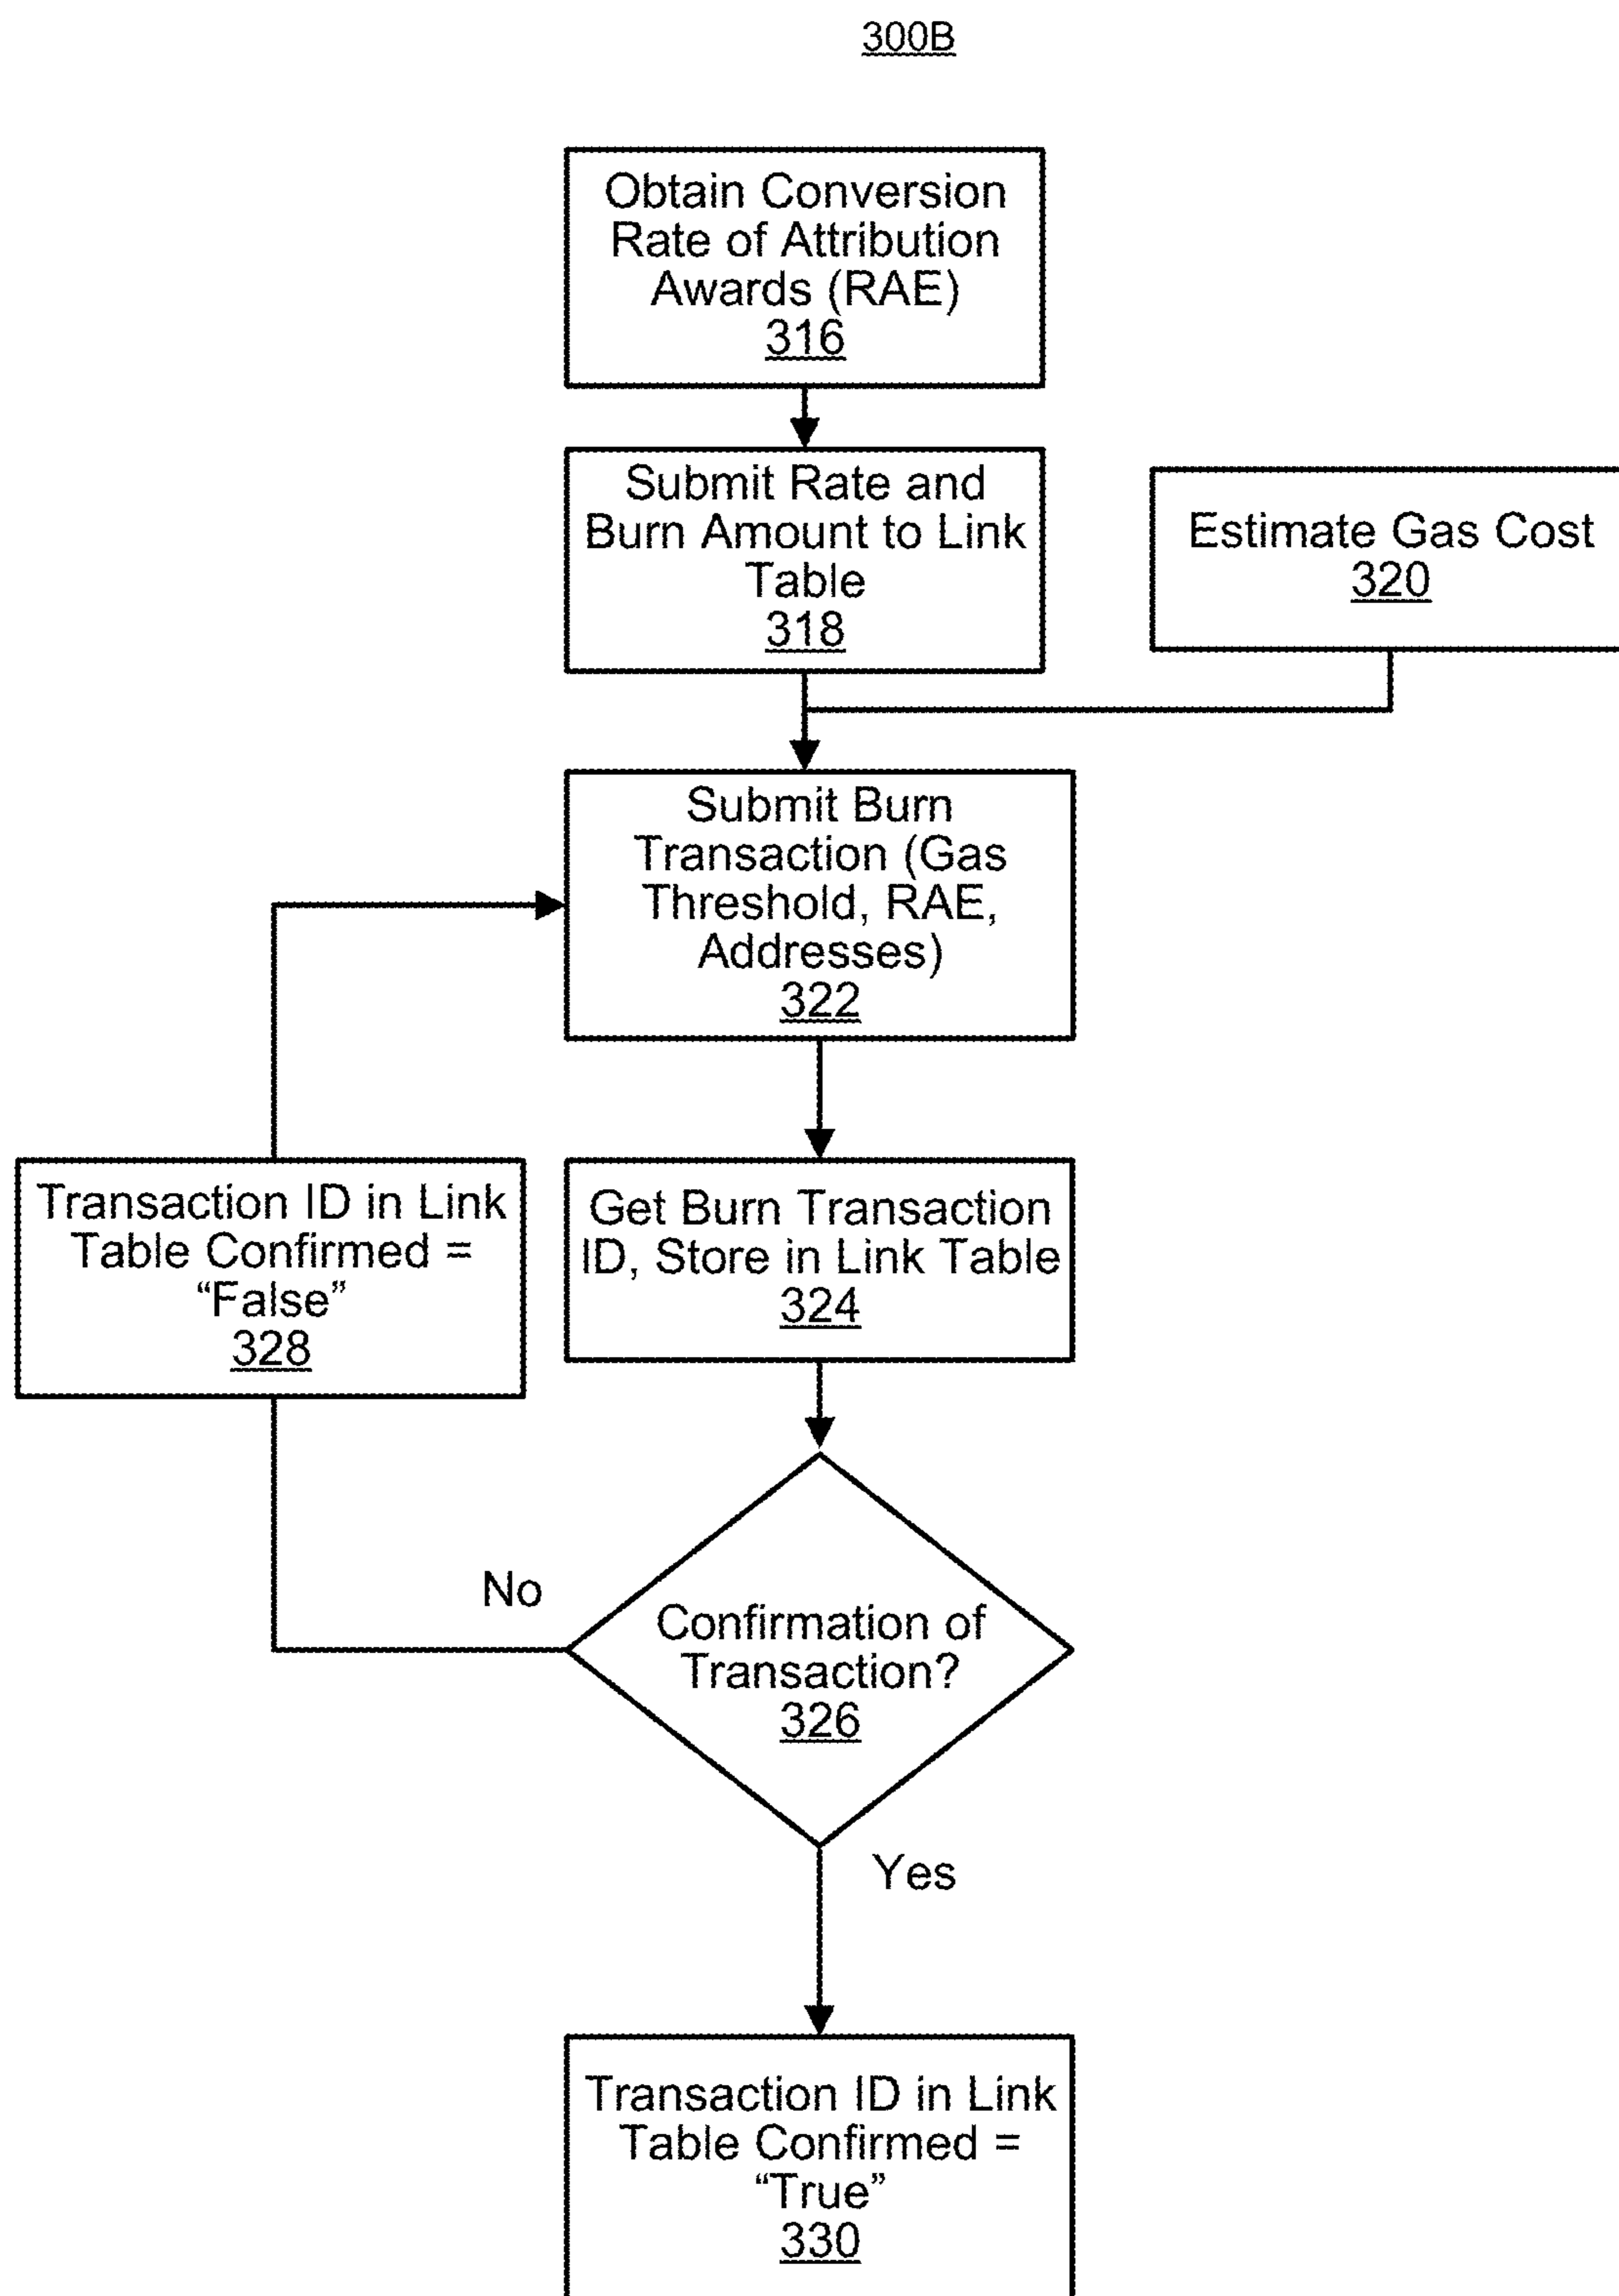 300B
Obtain Conversion
Rate of Attribution
Awards (RAE)
316
Submit Rate and
Burn Amount to Link
Table
318
Estimate Gas Cost
320
Submit Burn
Transaction (Gas
Threshold, RAE,
Addresses)
322
Transaction ID in Link
Table Confirmed =
“False”
328
Get Burn Transaction
ID, Store in Link Table
324
No
Confirmation of
Transaction?
326
Yes
Transaction ID in Link
Table Confirmed =
“True”
330